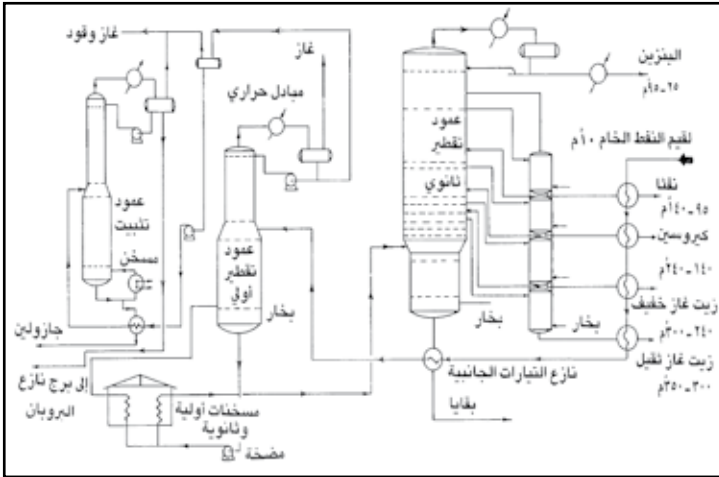 غاز وقود
غاز
مبادل حراري
البنزين
٢٥-٩٥°م
لقيم النفط الخام ١٠°م
نفثا
٩٥-١٤٠°م
كيروسين
١٤٠-٢٤٠°م
زيت غاز خفيف
٢٤٠-٣٠٠°م
زيت غاز ثقيل
٣٠٠-٣٥٠°م
عمود
تقطير
ثانوي
بخار
بخار
نازع التيارات الجانبية
بقايا
عمود
تقطير
أولي
بخار
عمود
تثبيت
مسخن
جازولين
إلى برج نازع
البروبان
مسخنات أولية
وثانوية
مضخة